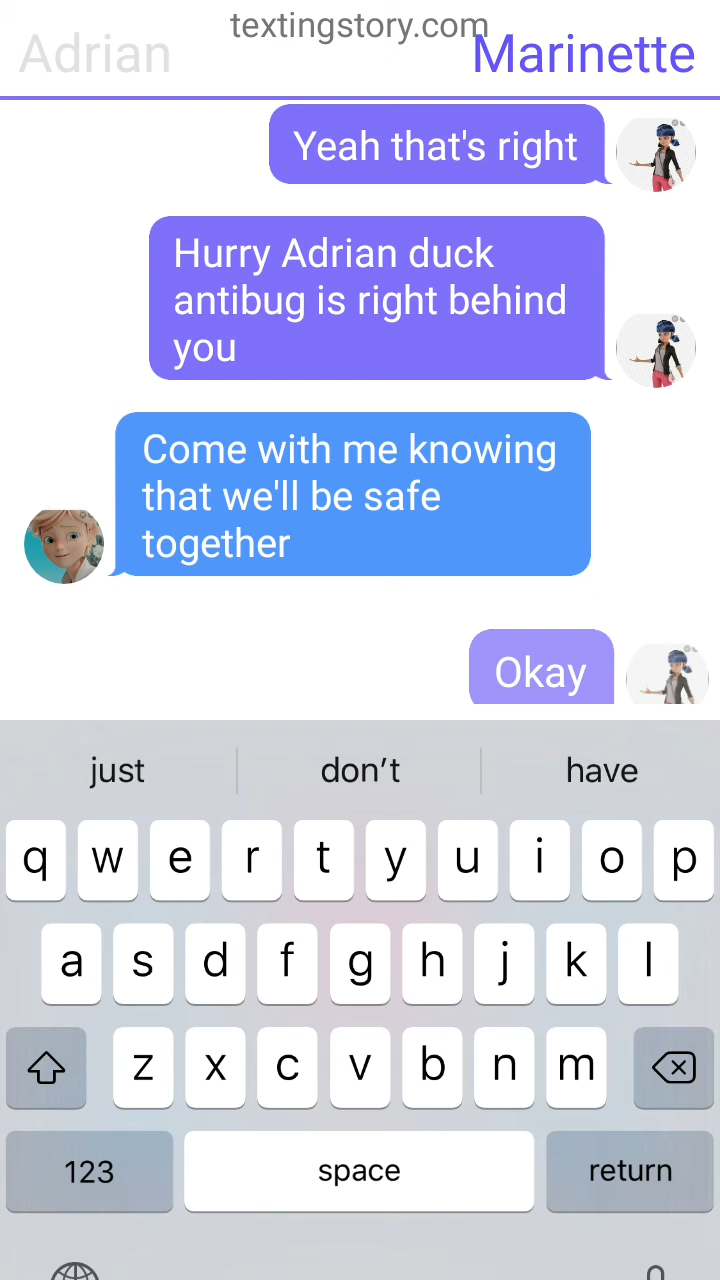 textingstory.com
Adrian Marinette
Yeah that's right
Hurry Adrian duck
antibug is right behind
you
Come with me knowing
that we'll be safe
together
Okay
just don't have
q w e r t y u i o p
a s d f g h j k l
z x c v b n m
123 space return